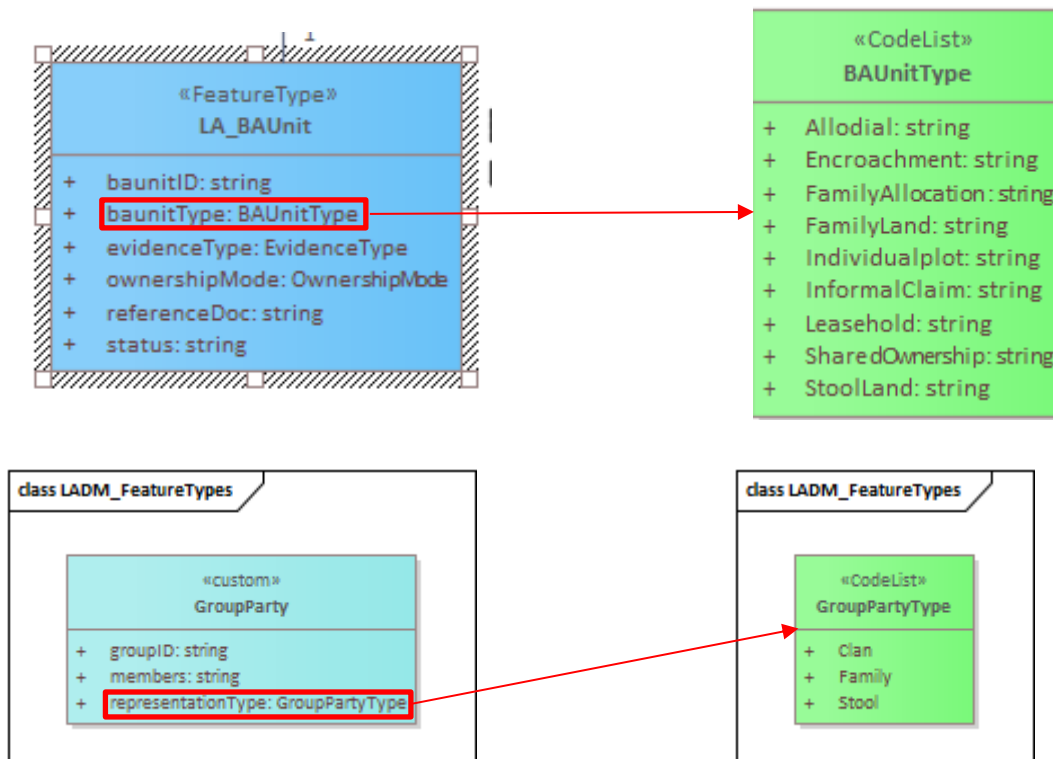 1
«FeatureType»
LA_BAUnit
+ baunitID: string
+ baunitType: BAUnitType
+ evidenceType: EvidenceType
+ ownershipMode: OwnershipMode
+ referenceDoc: string
+ status: string
«CodeList»
BAUnitType
+ Allodial: string
+ Encroachment: string
+ FamilyAllocation: string
+ FamilyLand: string
+ Individualplot: string
+ InformalClaim: string
+ Leasehold: string
+ SharedOwnership: string
+ StoolLand: string
class LADM_FeatureTypes
«custom»
GroupParty
+ groupID: string
+ members: string
+ representationType: GroupPartyType
class LADM_FeatureTypes
«CodeList»
GroupPartyType
+ Clan
+ Family
+ Stool